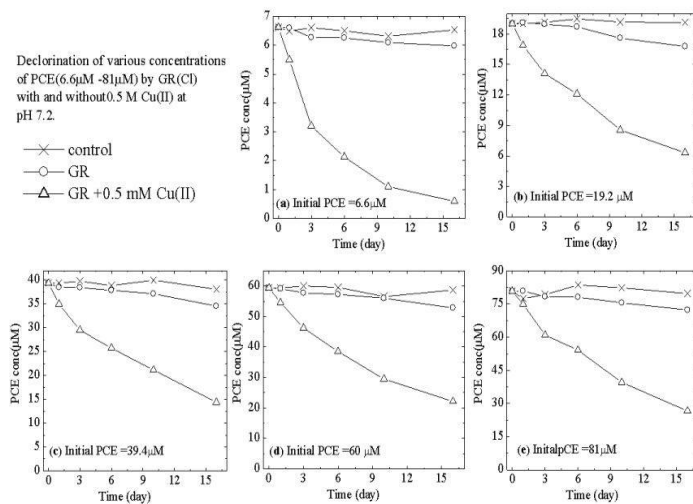 Declorination of various concentrations
of PCE(6.6μM -81μM) by GR(Cl)
with and without0.5 M Cu(II) at
pH 7.2.
control
GR
GR +0.5 mM Cu(II)
PCE conc(μM)
7
6
5
4
3
2
1
0
(a) Initial PCE =6.6μM
0 3 6 9 12 15
Time (day)
PCE conc(μM)
18
15
12
9
6
3
0
(b) Initial PCE =19.2 μM
0 3 6 9 12 15
Time (day)
PCE conc(μM)
40
35
30
25
20
15
10
5
0
(c) Initial PCE =39.4μM
0 3 6 9 12 15
Time (day)
PCE conc(μM)
60
50
40
30
20
10
0
(d) Initial PCE =60 μM
0 3 6 9 12 15
Time (day)
PCE conc(μM)
90
75
60
45
30
15
0
(e) InitalpCE =81μM
0 3 6 9 12 15
Time (day)